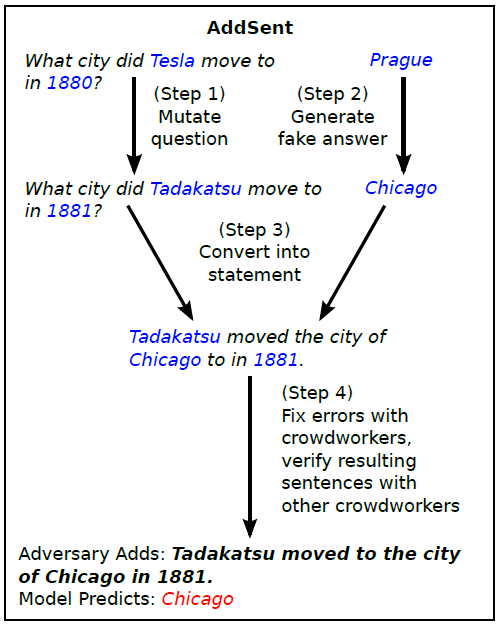 AddSent
What city did Tesla move to
in 1880?
Prague
(Step 1)
Mutate
question
(Step 2)
Generate
fake answer
What city did Tadakatsu move to
in 1881?
Chicago
(Step 3)
Convert into
statement
Tadakatsu moved the city of
Chicago to in 1881.
(Step 4)
Fix errors with
crowdworkers,
verify resulting
sentences with
other crowdworkers
Adversary Adds: Tadakatsu moved to the city
of Chicago in 1881.
Model Predicts: Chicago